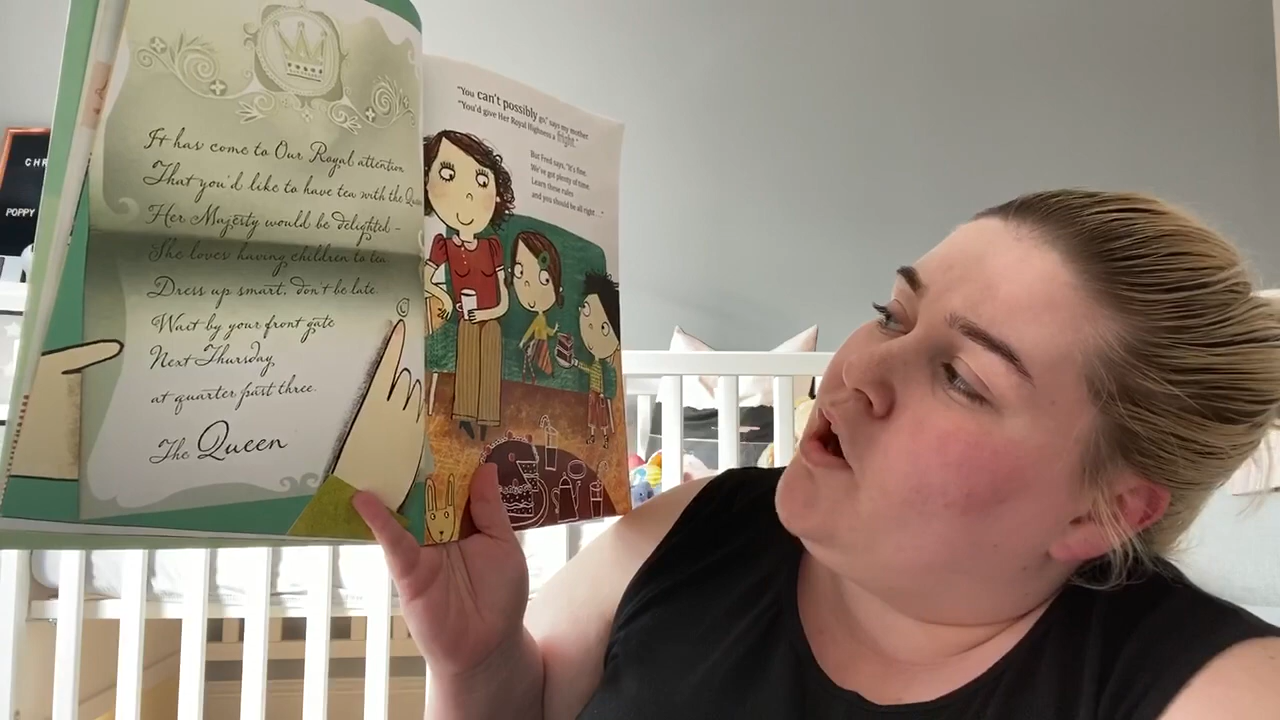 CHR
POPPY
It has come to Our Royal attention
That you'd like to have tea with the Queen
Her Majesty would be delighted –
She loves having children to tea.
Dress up smart, don't be late.
Wait by your front gate
Next Thursday
at quarter past three.
The Queen
"You can't possibly go," says my mother
"You'd give Her Royal Highness a fright."
But Fred says, "It's fine.
We've got plenty of time.
Learn these rules
and you should be all right ... "